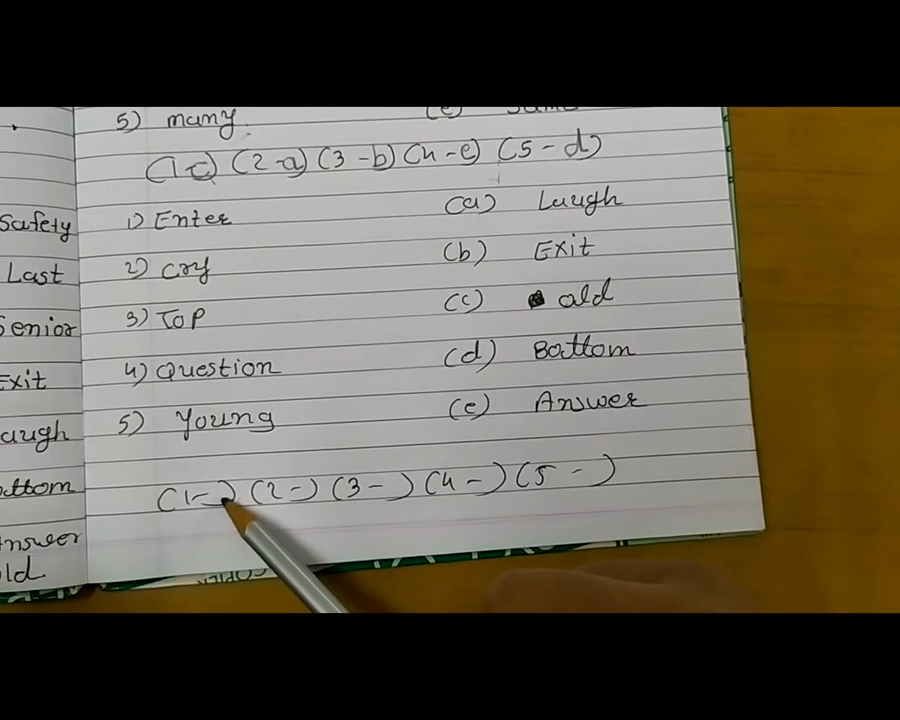 5) many
(1-c) (2-a) (3-b) (4-e) (5-d)
1) Enter (a) Laugh
2) Cry (b) Exit
3) TOP (c) old
4) Question (d) Bottom
5) Young (e) Answer
(1-) (2-) (3-) (4-) (5-)
Safety
Last
Senior
Exit
augh
ottom
nswer
ld